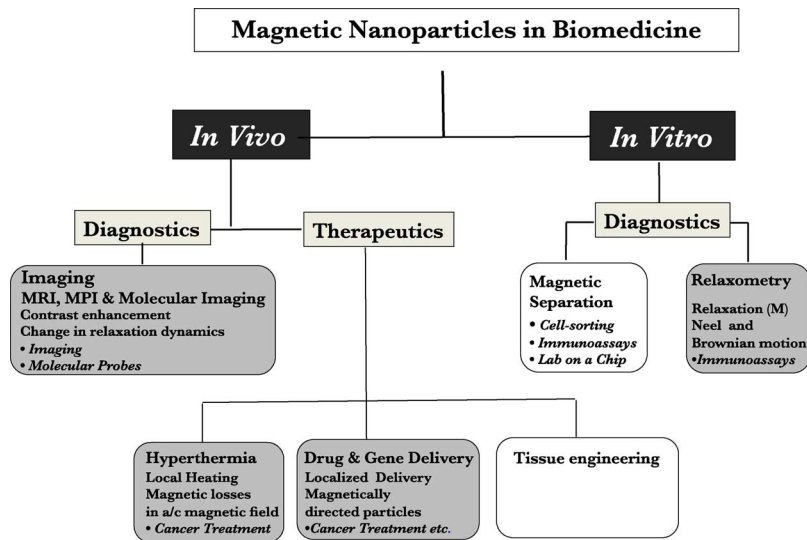 Magnetic Nanoparticles in Biomedicine
In Vivo
In Vitro
Diagnostics
Therapeutics
Diagnostics
Imaging
MRI, MPI & Molecular Imaging
Contrast enhancement
Change in relaxation dynamics
• Imaging
• Molecular Probes
Magnetic
Separation
• Cell-sorting
• Immunoassays
• Lab on a Chip
Relaxometry
Relaxation (M)
Neel and
Brownian motion
•Immunoassays
Hyperthermia
Local Heating
Magnetic losses
in a/c magnetic field
• Cancer Treatment
Drug & Gene Delivery
Localized Delivery
Magnetically
directed particles
•Cancer Treatment etc.
Tissue engineering